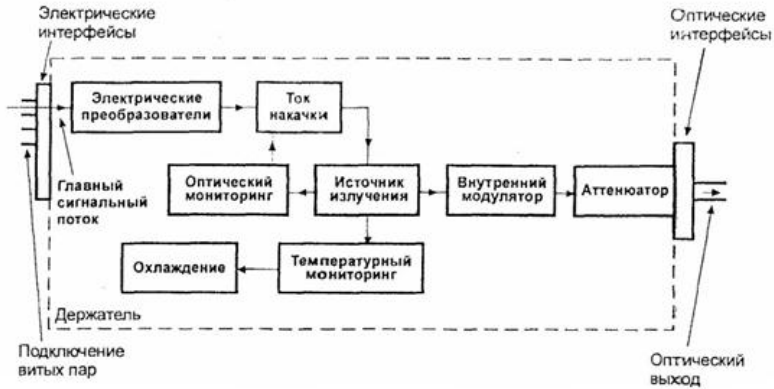 Электрические
интерфейсы
Оптические
интерфейсы
Электрические
преобразователи
Ток
накачки
Главный
сигнальный
поток
Оптический
мониторинг
Источник
излучения
Внутренний
модулятор
Аттенюатор
Охлаждение
Температурный
мониторинг
Держатель
Подключение
витых пар
Оптический
выход